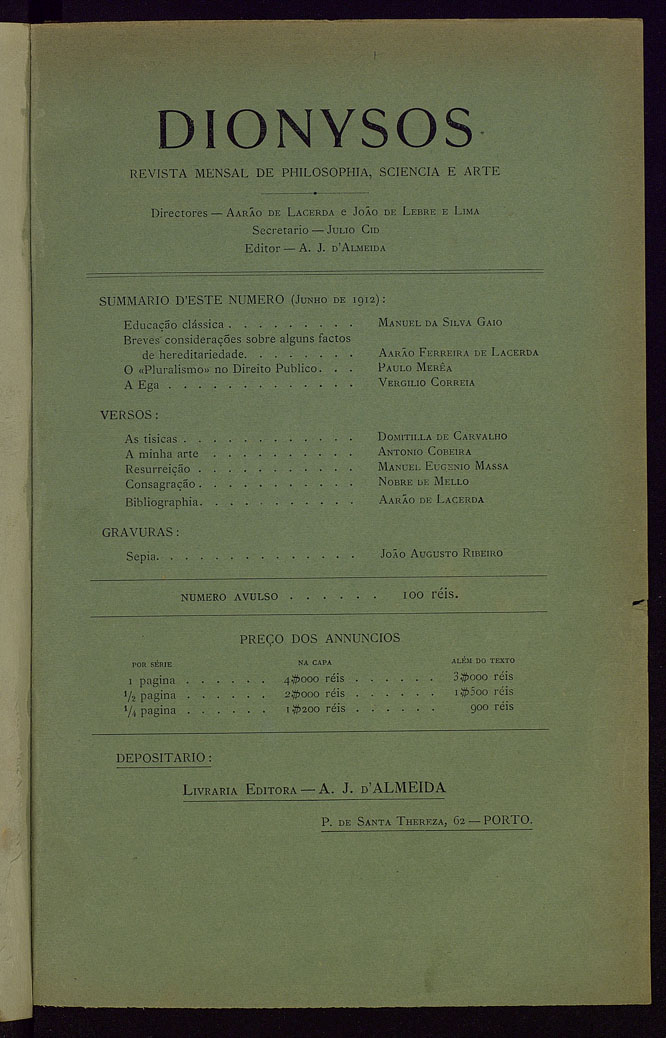 DIONYSOS
REVISTA MENSAL DE PHILOSOPHIA, SCIENCIA E ARTE
Directores — Aarão de Lacerda e João de Lebre e Lima
Secretario — Julio Cid
Editor — A. J. d'Almeida
SUMMARIO D'ESTE NUMERO (Junho de 1912):
Educação clássica . . . . . . . . . Manuel da Silva Gaio
Breves considerações sobre alguns factos
de hereditariedade. . . . . . . . Aarão Ferreira de Lacerda
O «Pluralismo» no Direito Publico. . . Paulo Merêa
A Ega . . . . . . . . . . . . . Vergilio Correia
VERSOS:
As tisicas . . . . . . . . . . . . Domitilla de Carvalho
A minha arte . . . . . . . . . . Antonio Cobeira
Resurreição . . . . . . . . . . . Manuel Eugenio Massa
Consagração . . . . . . . . . . . Nobre de Mello
Bibliographia. . . . . . . . . . . Aarão de Lacerda
GRAVURAS:
Sepia. . . . . . . . . . . . . . João Augusto Ribeiro
NUMERO AVULSO . . . . . . 100 réis.
PREÇO DOS ANNUNCIOS
POR SÉRIE NA CAPA ALÉM DO TEXTO
1 pagina . . . . . . 4$000 réis . . . . . . 3$000 réis
1/2 pagina . . . . . . 2$000 réis . . . . . . 1$500 réis
1/4 pagina . . . . . . 1$200 réis . . . . . . 900 réis
DEPOSITARIO:
Livraria Editora — A. J. d'ALMEIDA
P. de Santa Thereza, 62 — PORTO.